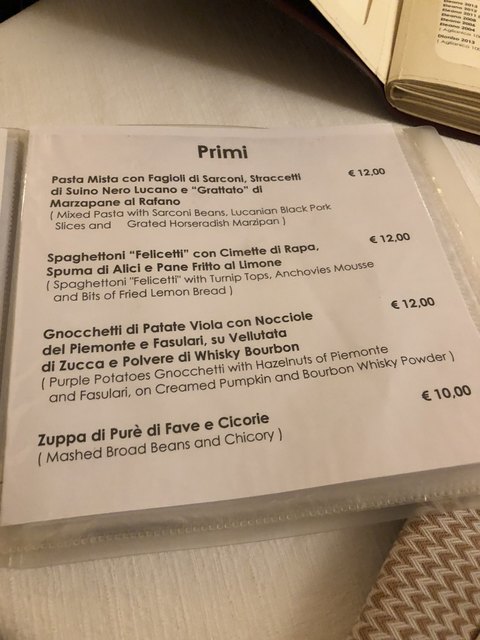 Primi
Pasta Mista con Fagioli di Sarconi, Straccetti € 12,00
di Suino Nero Lucano e “Grattato” di
Marzapane al Rafano
( Mixed Pasta with Sarconi Beans, Lucanian Black Pork
Slices and Grated Horseradish Marzipan )
Spaghettoni “Felicetti” con Cimette di Rapa, € 12,00
Spuma di Alici e Pane Fritto al Limone
( Spaghettoni "Felicetti" with Turnip Tops, Anchovies Mousse
and Bits of Fried Lemon Bread )
Gnocchetti di Patate Viola con Nocciole € 12,00
del Piemonte e Fasulari, su Vellutata
di Zucca e Polvere di Whisky Bourbon
( Purple Potatoes Gnocchetti with Hazelnuts of Piemonte
and Fasulari, on Creamed Pumpkin and Bourbon Whisky Powder )
Zuppa di Purè di Fave e Cicorie € 10,00
( Mashed Broad Beans and Chicory )